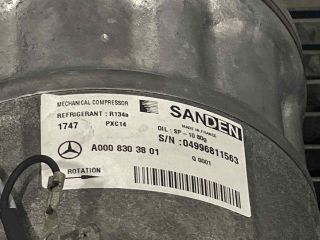 MECHANICAL COMPRESSOR
SANDEN
REFRIGERANT : R134a
MADE IN FRANCE
1747 PXC14
OIL : SP - 10 80g
S/N : 04996811563
A000 830 38 01
G 0001
ROTATION